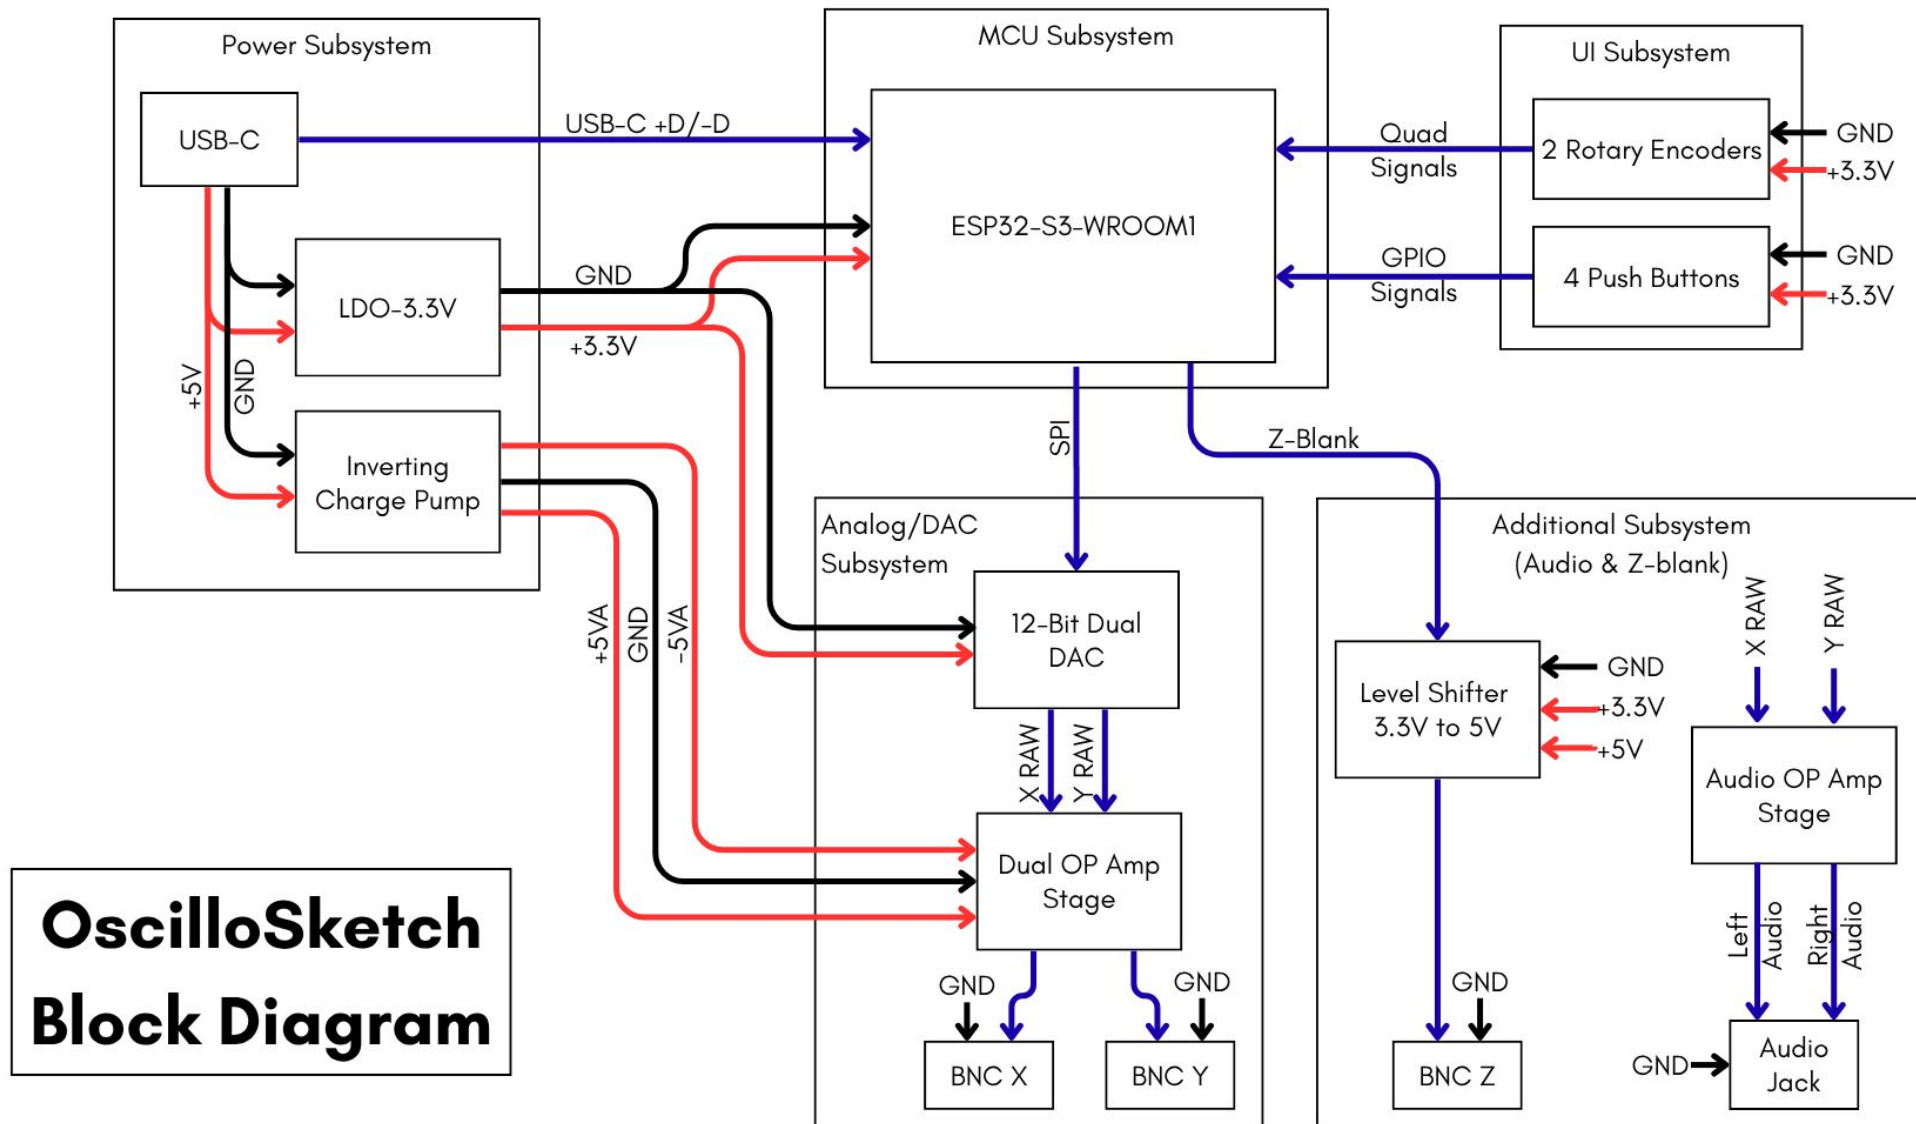 Power Subsystem
USB-C
LDO-3.3V
Inverting
Charge Pump
+5V
GND
USB-C +D/-D
GND
+3.3V
+5VA
GND
-5VA
MCU Subsystem
ESP32-S3-WROOM1
SPI
Z-Blank
Quad
Signals
GPIO
Signals
UI Subsystem
2 Rotary Encoders
GND
+3.3V
4 Push Buttons
GND
+3.3V
Analog/DAC
Subsystem
12-Bit Dual
DAC
X RAW
Y RAW
Dual OP Amp
Stage
GND
GND
BNC X
BNC Y
Additional Subsystem
(Audio & Z-blank)
Level Shifter
3.3V to 5V
GND
+3.3V
+5V
GND
BNC Z
X RAW
Y RAW
Audio OP Amp
Stage
Left
Audio
Right
Audio
GND
Audio
Jack
OscilloSketch
Block Diagram